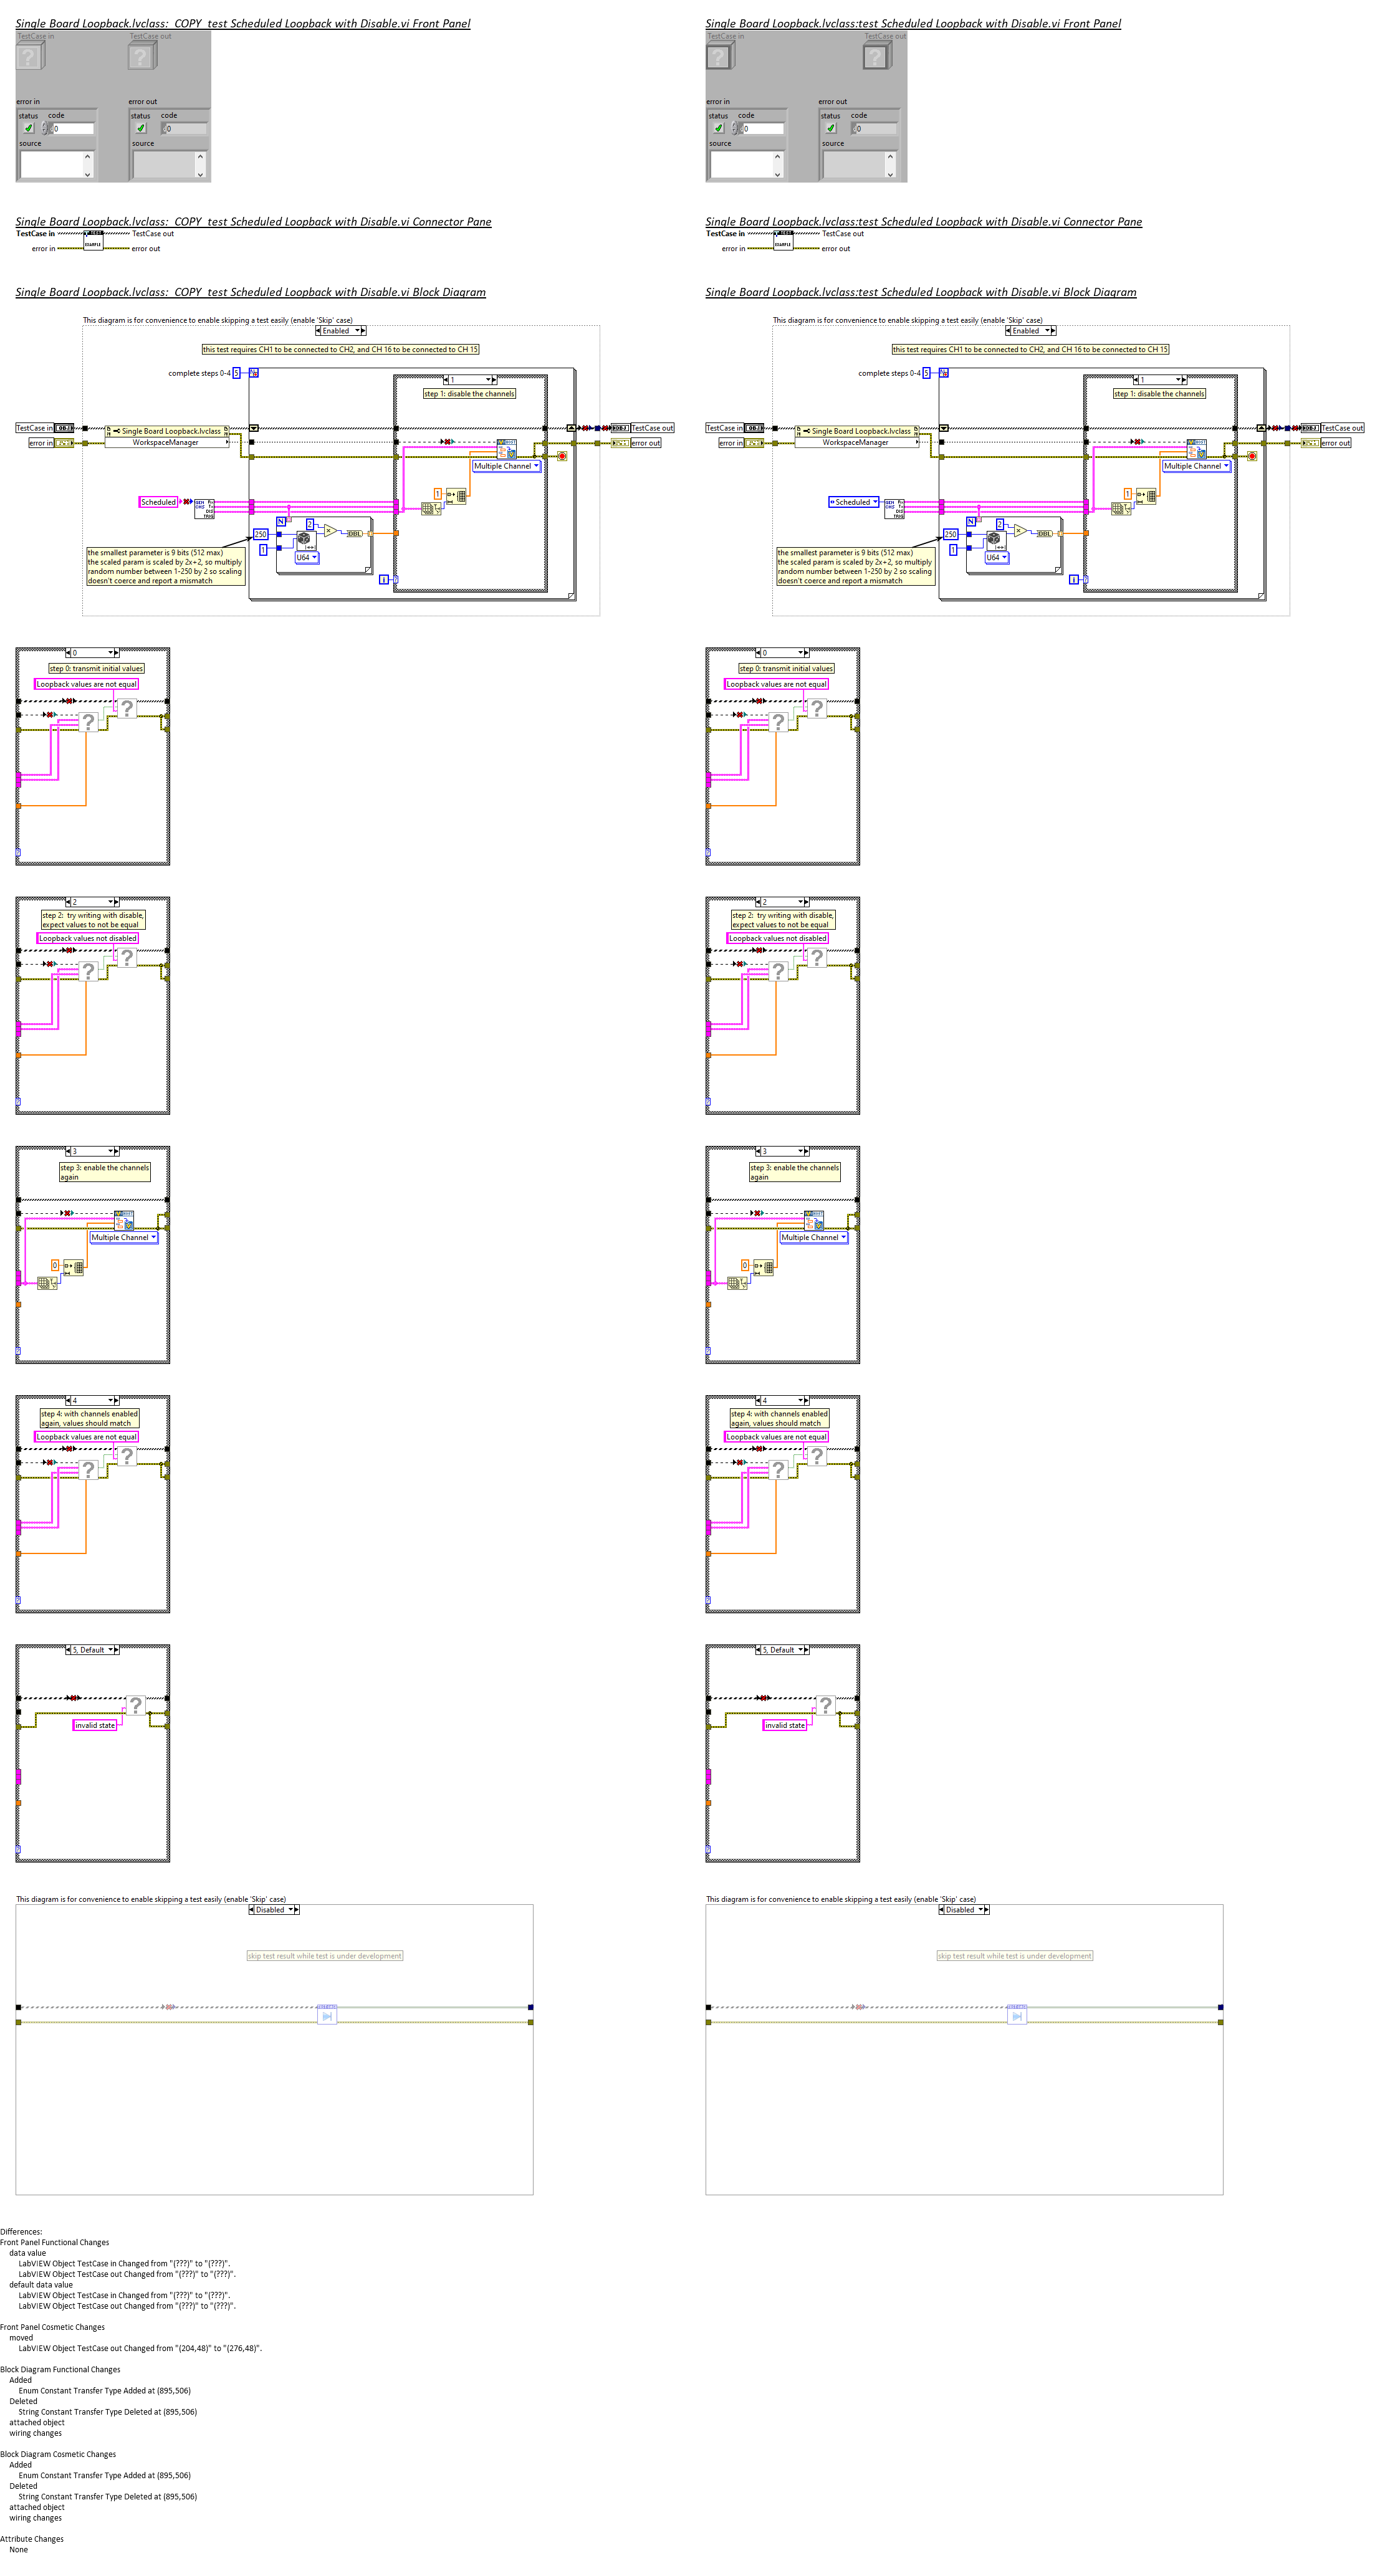 Single Board Loopback.lvclass:_COPY_test Scheduled Loopback with Disable.vi Front Panel
TestCase in
TestCase out
error in
error out
status code
status code
0
0
source
source
Single Board Loopback.lvclass:test Scheduled Loopback with Disable.vi Front Panel
TestCase in
TestCase out
error in
error out
status code
status code
0
0
source
source
Single Board Loopback.lvclass:_COPY_test Scheduled Loopback with Disable.vi Connector Pane
TestCase in
TestCase out
TEST
EXAMPLE
error in
error out
Single Board Loopback.lvclass:test Scheduled Loopback with Disable.vi Connector Pane
TestCase in
TestCase out
TEST
EXAMPLE
error in
error out
Single Board Loopback.lvclass:_COPY_test Scheduled Loopback with Disable.vi Block Diagram
This diagram is for convenience to enable skipping a test easily (enable 'Skip' case)
Enabled
this test requires CH1 to be connected to CH2, and CH 16 to be connected to CH 15
complete steps 0-4
5
N
1
step 1: disable the channels
TestCase in
OBJ
Single Board Loopback.lvclass
WorkspaceManager
error in
OBJ
TestCase out
error out
Multiple Channel
1
Scheduled
N
250
2
1
DBL
U64
the smallest parameter is 9 bits (512 max)
the scaled param is scaled by 2x+2, so multiply
random number between 1-250 by 2 so scaling
doesn't coerce and report a mismatch
i
?
Single Board Loopback.lvclass:test Scheduled Loopback with Disable.vi Block Diagram
This diagram is for convenience to enable skipping a test easily (enable 'Skip' case)
Enabled
this test requires CH1 to be connected to CH2, and CH 16 to be connected to CH 15
complete steps 0-4
5
N
1
step 1: disable the channels
TestCase in
OBJ
Single Board Loopback.lvclass
WorkspaceManager
error in
OBJ
TestCase out
error out
Multiple Channel
1
Scheduled
N
250
2
1
DBL
U64
the smallest parameter is 9 bits (512 max)
the scaled param is scaled by 2x+2, so multiply
random number between 1-250 by 2 so scaling
doesn't coerce and report a mismatch
i
?
0
step 0: transmit initial values
Loopback values are not equal
?
?
?
0
step 0: transmit initial values
Loopback values are not equal
?
?
?
2
step 2: try writing with disable,
expect values to not be equal
Loopback values not disabled
?
?
?
2
step 2: try writing with disable,
expect values to not be equal
Loopback values not disabled
?
?
?
3
step 3: enable the channels
again
Multiple Channel
0
?
3
step 3: enable the channels
again
Multiple Channel
0
?
4
step 4: with channels enabled
again, values should match
Loopback values are not equal
?
?
?
4
step 4: with channels enabled
again, values should match
Loopback values are not equal
?
?
?
5, Default
?
invalid state
?
5, Default
?
invalid state
?
This diagram is for convenience to enable skipping a test easily (enable 'Skip' case)
Disabled
skip test result while test is under development
This diagram is for convenience to enable skipping a test easily (enable 'Skip' case)
Disabled
skip test result while test is under development
Differences:
Front Panel Functional Changes
data value
LabVIEW Object TestCase in Changed from "(???)" to "(???)".
LabVIEW Object TestCase out Changed from "(???)" to "(???)".
default data value
LabVIEW Object TestCase in Changed from "(???)" to "(???)".
LabVIEW Object TestCase out Changed from "(???)" to "(???)".
Front Panel Cosmetic Changes
moved
LabVIEW Object TestCase out Changed from "(204,48)" to "(276,48)".
Block Diagram Functional Changes
Added
Enum Constant Transfer Type Added at (895,506)
Deleted
String Constant Transfer Type Deleted at (895,506)
attached object
wiring changes
Block Diagram Cosmetic Changes
Added
Enum Constant Transfer Type Added at (895,506)
Deleted
String Constant Transfer Type Deleted at (895,506)
attached object
wiring changes
Attribute Changes
None